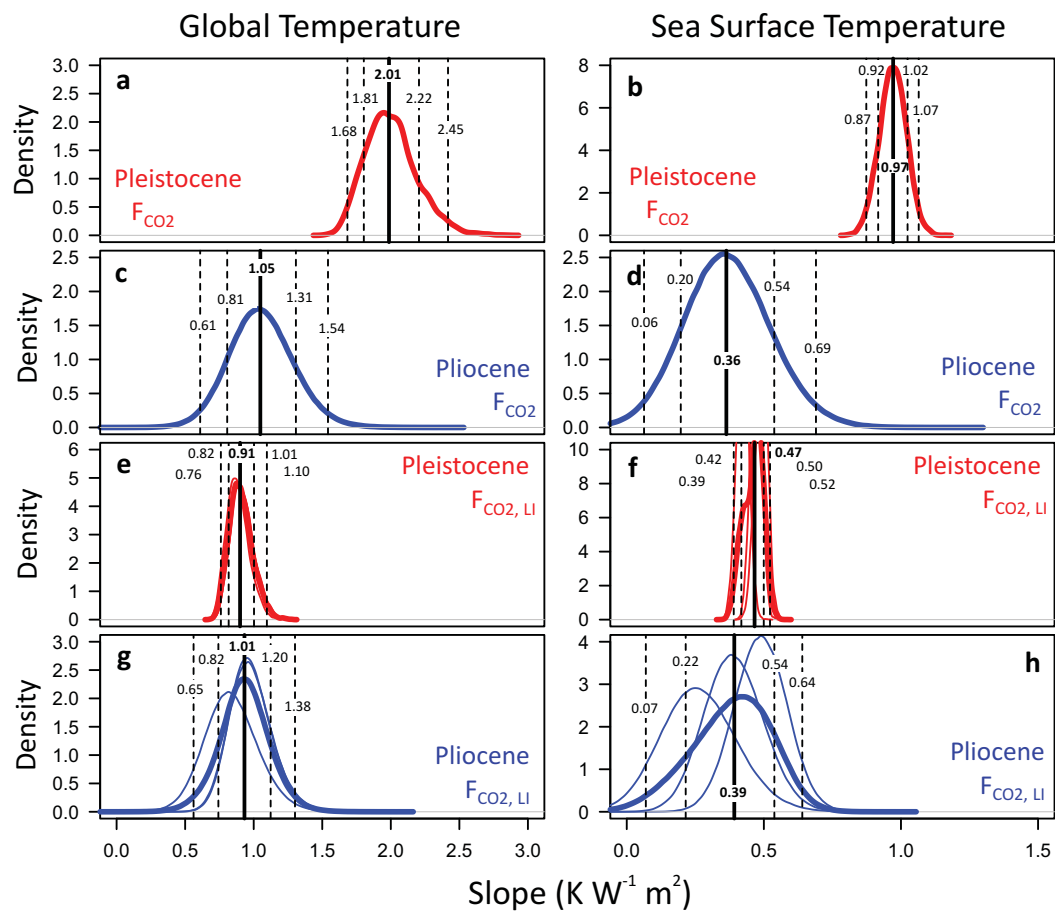 Global Temperature
Sea Surface Temperature
a
3.0
2.5
2.0
1.5
1.0
0.5
0.0
Density
2.01
1.81
2.22
1.68
2.45
Pleistocene
F_CO2
b
8
6
4
2
0
0.92
1.02
0.87
1.07
0.97
Pleistocene
F_CO2
c
2.5
2.0
1.5
1.0
0.5
0.0
Density
1.05
0.81
1.31
0.61
1.54
Pliocene
F_CO2
d
2.5
2.0
1.5
1.0
0.5
0.0
0.20
0.54
0.06
0.69
0.36
Pliocene
F_CO2
e
6
5
4
3
2
1
0
Density
0.82
0.91
1.01
0.76
1.10
Pleistocene
F_CO2, LI
f
10
8
6
4
2
0
0.42
0.47
0.50
0.39
0.52
Pleistocene
F_CO2, LI
g
3.0
2.5
2.0
1.5
1.0
0.5
0.0
Density
1.01
0.82
1.20
0.65
1.38
Pliocene
F_CO2, LI
0.0 0.5 1.0 1.5 2.0 2.5 3.0
h
4
3
2
1
0
0.22
0.54
0.07
0.64
0.39
Pliocene
F_CO2, LI
0.0 0.5 1.0 1.5
Slope (K W⁻¹ m²)